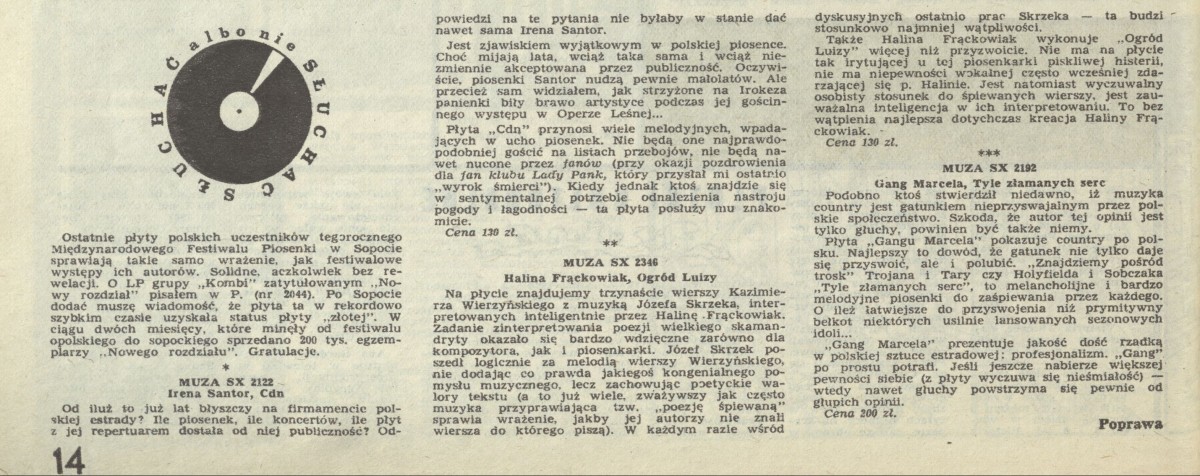 SŁUCHAĆ albo nie SŁUCHAĆ
Ostatnie płyty polskich uczestników tegorocznego
Międzynarodowego Festiwalu Piosenki w Sopocie
sprawiają takie samo wrażenie, jak festiwalowe
występy ich autorów. Solidne, aczkolwiek bez re-
welacji. O LP grupy „Kombi" zatytułowanym „No-
wy rozdział" pisałem w P. (nr 2044). Po Sopocie
dodać muszę wiadomość, że płyta ta w rekordowo
szybkim czasie uzyskała status płyty „złotej". W
ciągu dwóch miesięcy, które minęły od festiwalu
opolskiego do sopockiego sprzedano 200 tys. egzem-
plarzy „Nowego rozdziału". Gratulacje.
*
MUZA SX 2122
Irena Santor, Cdn
Od iluż to już lat błyszczy na firmamencie pol-
skiej estrady? Ile piosenek, ile koncertów, ile płyt
z jej repertuarem dostała od niej publiczność? Od-
powiedzi na te pytania nie byłaby w stanie dać
nawet sama Irena Santor.
Jest zjawiskiem wyjątkowym w polskiej piosence.
Choć mijają lata, wciąż taka sama i wciąż nie-
zmiennie akceptowana przez publiczność. Oczywi-
ście, piosenki Santor nudzą pewnie małolatów. Ale
przecież sam widziałem, jak strzyżone na Irokeza
panienki biły brawo artystyce podczas jej gościn-
nego występu w Operze Leśnej...
Płyta „Cdn" przynosi wiele melodyjnych, wpada-
jących w ucho piosenek. Nie będą one najprawdo-
podobniej gościć na listach przebojów, nie będą na-
wet nucone przez fanów (przy okazji pozdrowienia
dla fan klubu Lady Pank, który przysłał mi ostatnio
„wyrok śmierci"). Kiedy jednak ktoś znajdzie się
w sentymentalnej potrzebie odnalezienia nastroju
pogody i łagodności — ta płyta posłuży mu znako-
micie.
Cena 130 zł.
**
MUZA SX 2346
Halina Frąckowiak, Ogród Luizy
Na płycie znajdujemy trzynaście wierszy Kazimie-
rza Wierzyńskiego z muzyką Józefa Skrzeka, inter-
pretowanych inteligentnie przez Halinę Frąckowiak.
Zadanie zinterpretowania poezji wielkiego skaman-
dryty okazało się bardzo wdzięczne zarówno dla
kompozytora, jak i piosenkarki. Józef Skrzek po-
szedł logicznie za melodią wierszy Wierzyńskiego,
nie dodając co prawda jakiegoś kongenialnego po-
mysłu muzycznego, lecz zachowując poetyckie wa-
lory tekstu (a to już wiele, zważywszy jak często
muzyka przyprawiająca tzw. „poezję śpiewaną"
sprawia wrażenie, jakby jej autorzy nie znali
wiersza do którego piszą). W każdym razie wśród
dyskusyjnych ostatnio prac Skrzeka — ta budzi
stosunkowo najmniej wątpliwości.
Także Halina Frąckowiak wykonuje „Ogród
Luizy" więcej niż przyzwoicie. Nie ma na płycie
tak irytującej u tej piosenkarki piskliwej histerii,
nie ma niepewności wokalnej często wcześniej zda-
rzającej się p. Halinie. Jest natomiast wyczuwalny
osobisty stosunek do śpiewanych wierszy, jest zau-
ważalna inteligencja w ich interpretowaniu. To bez
wątpienia najlepsza dotychczas kreacja Haliny Frą-
ckowiak.
Cena 130 zł.
***
MUZA SX 2192
Gang Marcela, Tyle złamanych serc
Podobno ktoś stwierdził niedawno, iż muzyka
country jest gatunkiem nieprzyswajalnym przez pol-
skie społeczeństwo. Szkoda, że autor tej opinii jest
tylko głuchy, powinien być także niemy.
Płyta „Gangu Marcela" pokazuje country po pol-
sku. Najlepszy to dowód, że gatunek nie tylko daje
się przyswoić, ale i polubić. „Znajdziemy pośród
trosk" Trojana i Tary czy Holyfielda i Sobczaka
„Tyle złamanych serc", to melancholijne i bardzo
melodyjne piosenki do zaśpiewania przez każdego.
O ileż łatwiejsze do przyswojenia niż prymitywny
bełkot niektórych usilnie lansowanych sezonowych
idoli...
„Gang Marcela" prezentuje jakość dość rzadką
w polskiej sztuce estradowej: profesjonalizm. „Gang"
po prostu potrafi. Jeśli jeszcze nabierze większej
pewności siebie (z płyty wyczuwa się nieśmiałość) —
wtedy nawet głuchy powstrzyma się pewnie od
głupich opinii.
Cena 200 zł.
Poprawa
14